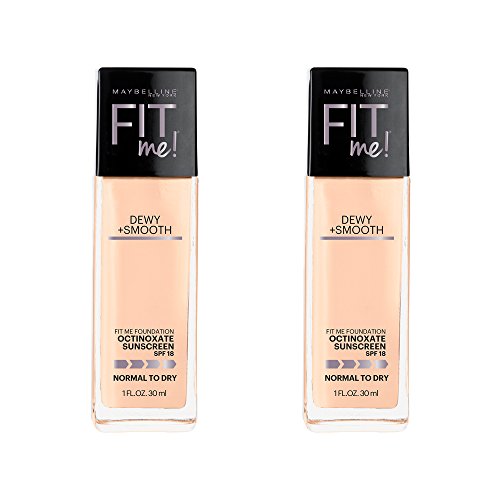 MAYBELLINE
NEW YORK
FIT
me!
DEWY
+SMOOTH
FIT ME FOUNDATION
OCTINOXATE
SUNSCREEN
SPF 18
NORMAL TO DRY
1 FL.OZ. 30 ml
MAYBELLINE
NEW YORK
FIT
me!
DEWY
+SMOOTH
FIT ME FOUNDATION
OCTINOXATE
SUNSCREEN
SPF 18
NORMAL TO DRY
1 FL.OZ. 30 ml